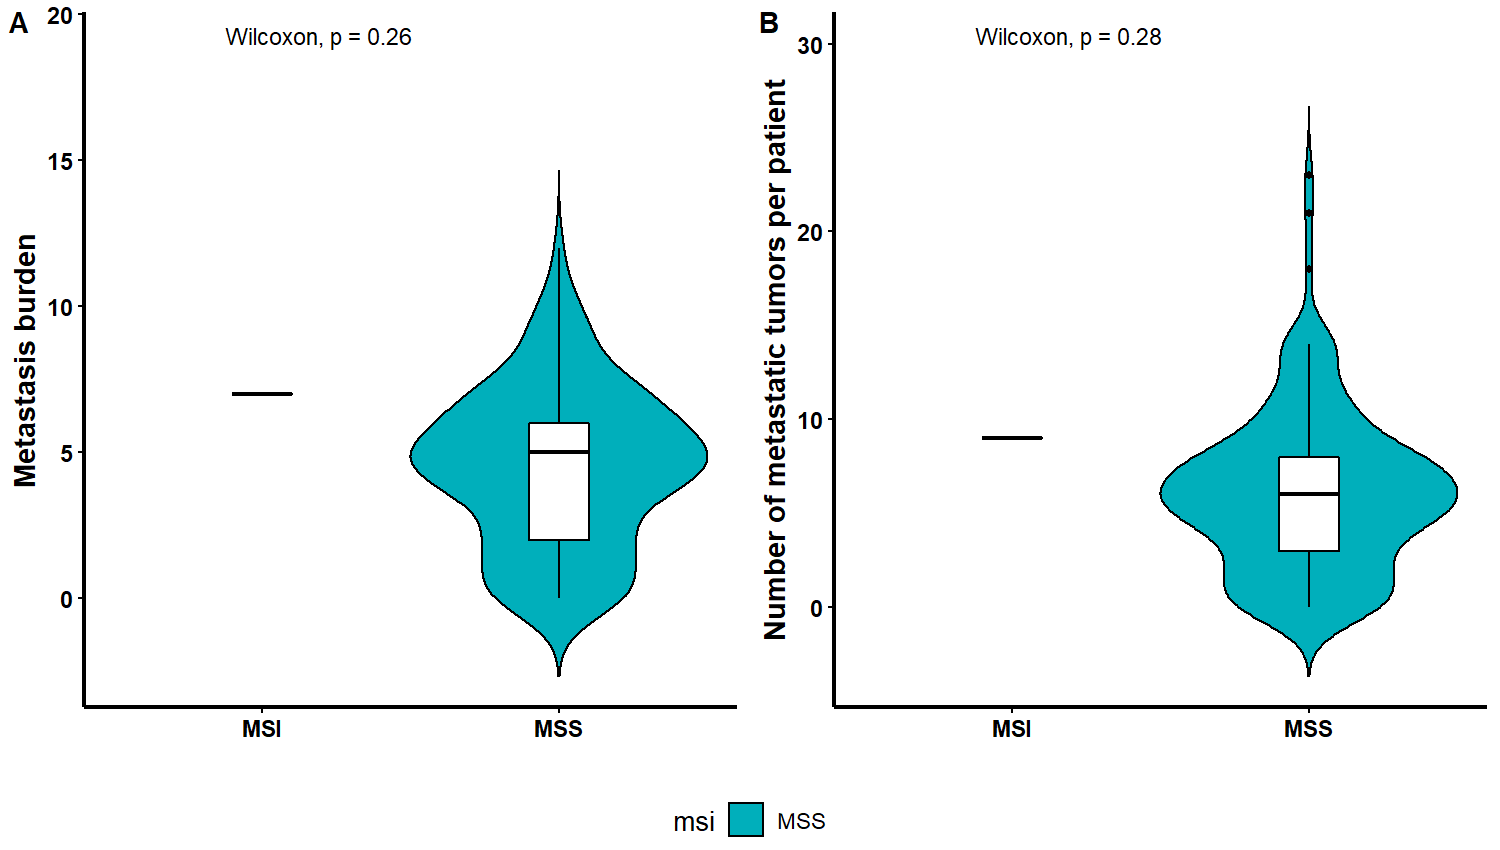 A
Wilcoxon, p = 0.26
Metastasis burden
20
15
10
5
0
MSI
MSS
B
Wilcoxon, p = 0.28
Number of metastatic tumors per patient
30
20
10
0
MSI
MSS
msi
MSS